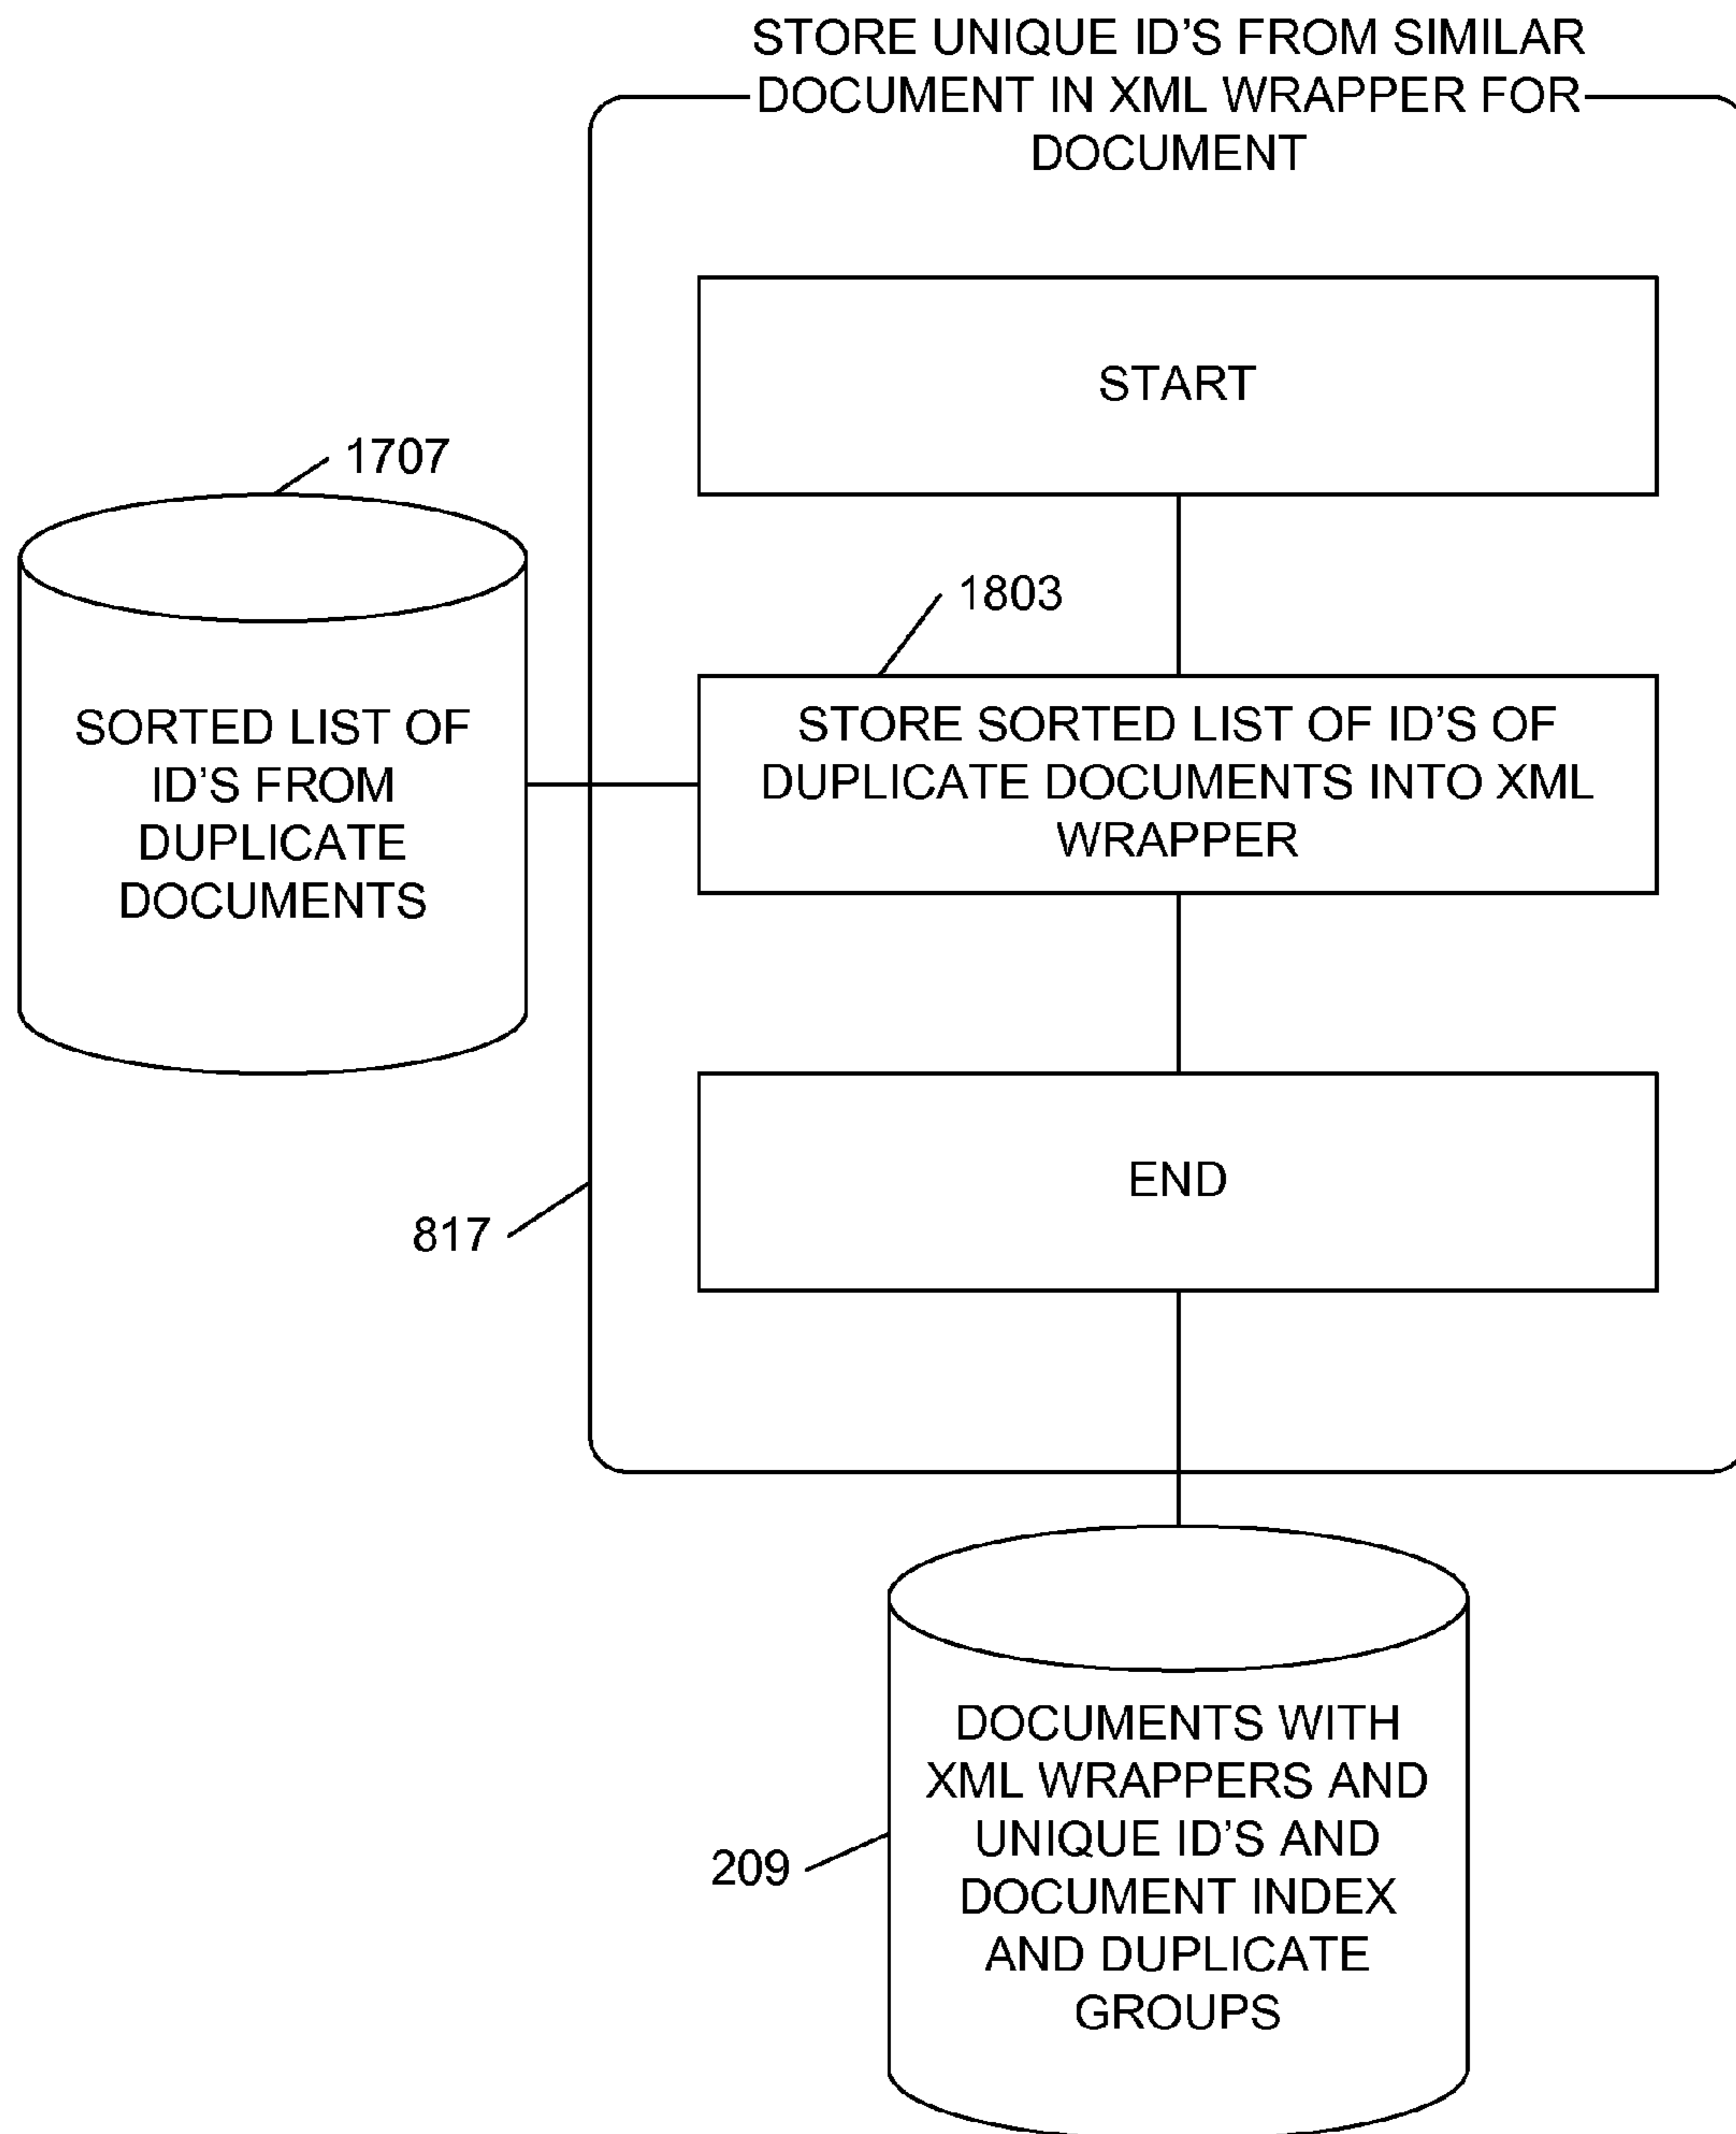 STORE UNIQUE ID'S FROM SIMILAR
DOCUMENT IN XML WRAPPER FOR
DOCUMENT
START
1707
1803
SORTED LIST OF
ID'S FROM
DUPLICATE
DOCUMENTS
STORE SORTED LIST OF ID'S OF
DUPLICATE DOCUMENTS INTO XML
WRAPPER
END
817
DOCUMENTS WITH
XML WRAPPERS AND
UNIQUE ID'S AND
DOCUMENT INDEX
AND DUPLICATE
GROUPS
209